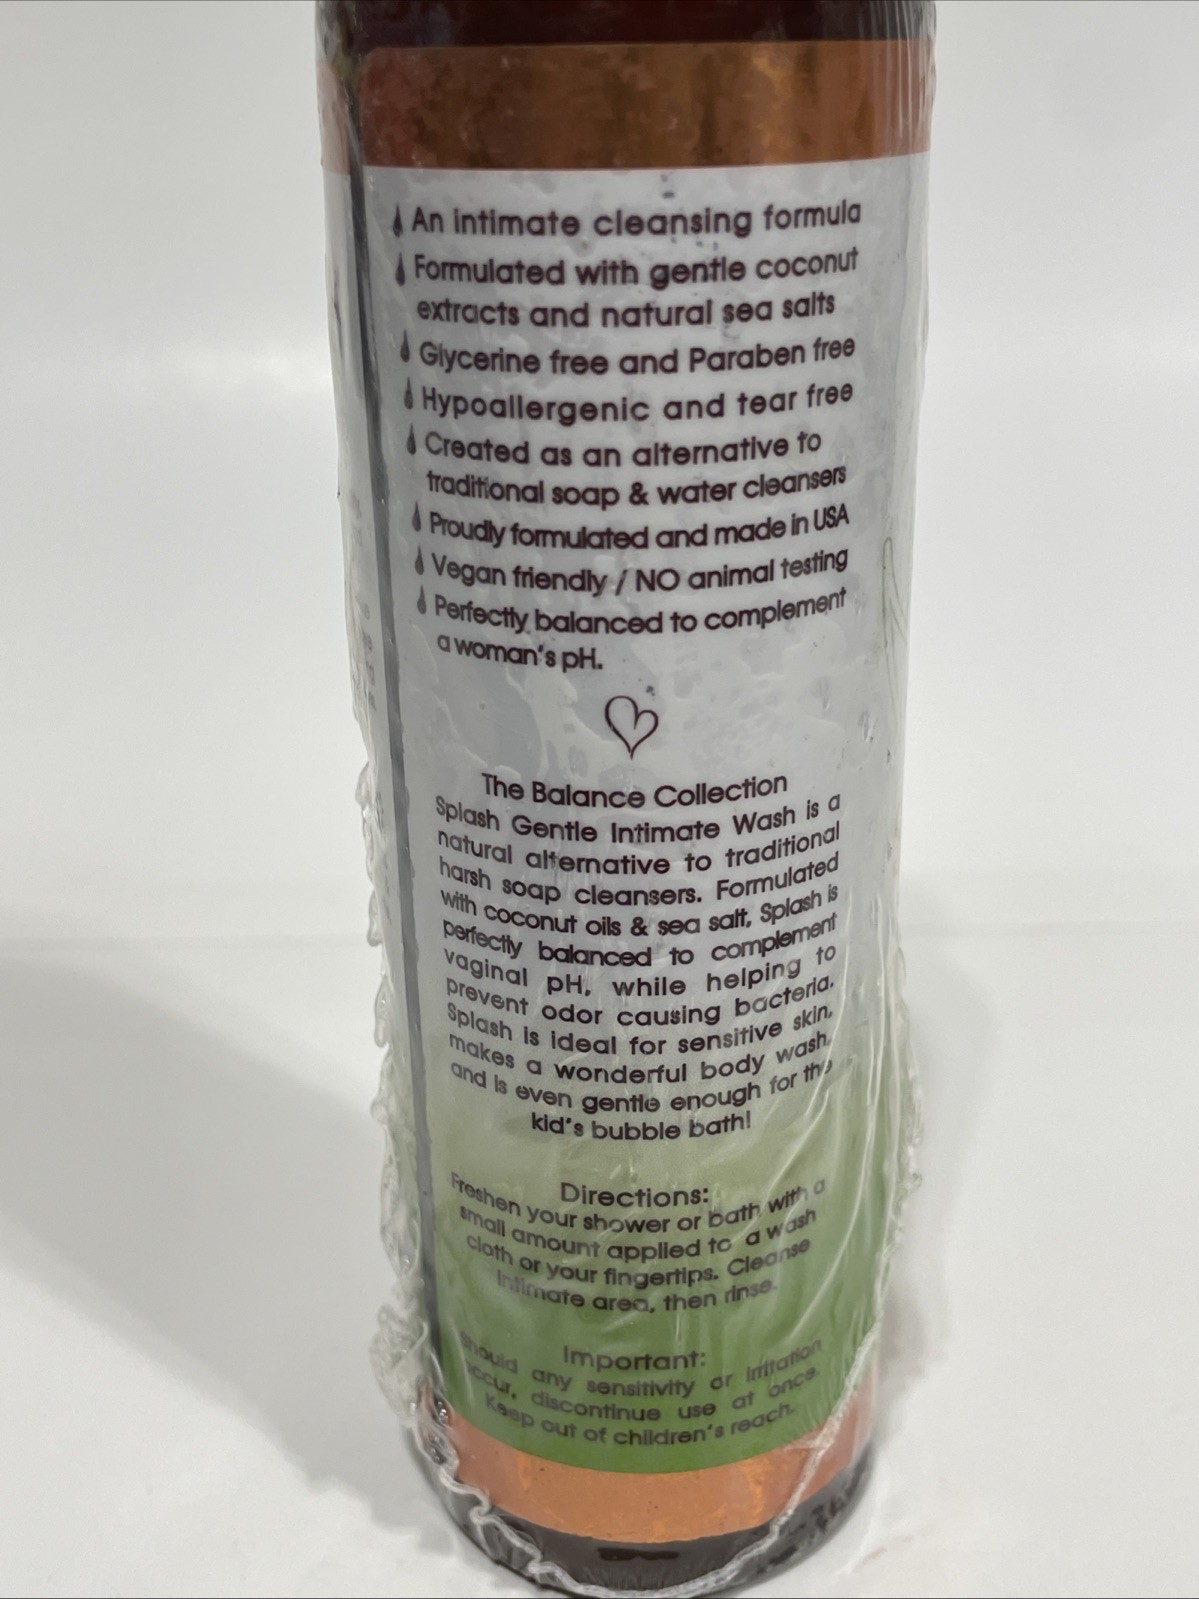 An intimate cleansing formula
Formulated with gentle coconut
extracts and natural sea salts
Glycerine free and Paraben free
Hypoallergenic and tear free
Created as an alternative to
traditional soap & water cleansers
Proudly formulated and made in USA
Vegan friendly / NO animal testing
Perfectly balanced to complement
a woman's pH.
The Balance Collection
Splash Gentle Intimate Wash is a
natural alternative to traditional
harsh soap cleansers. Formulated
with coconut oils & sea salt, Splash is
perfectly balanced to complement
vaginal pH, while helping to
prevent odor causing bacteria.
Splash is ideal for sensitive skin,
makes a wonderful body wash,
and is even gentle enough for the
kid's bubble bath!
Directions:
Freshen your shower or bath with a
small amount applied to a wash
cloth or your fingertips. Cleanse
intimate area, then rinse.
Important:
Should any sensitivity or irritation
occur, discontinue use at once.
Keep out of children's reach.